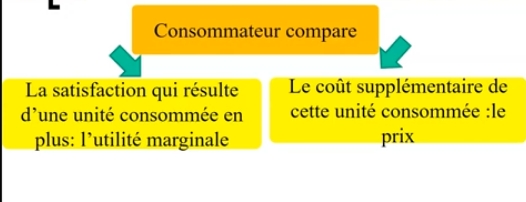 Consommateur compare
La satisfaction qui résulte
d’une unité consommée en
plus: l’utilité marginale
Le coût supplémentaire de
cette unité consommée :le
prix